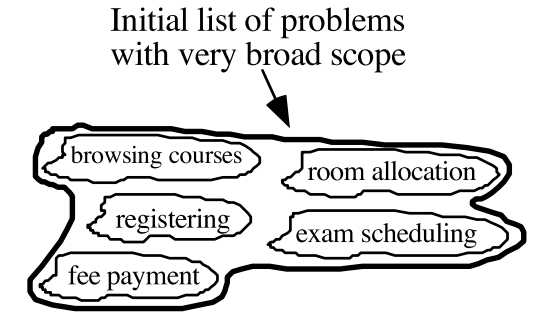 Initial list of problems
with very broad scope
browsing courses
room allocation
registering
exam scheduling
fee payment